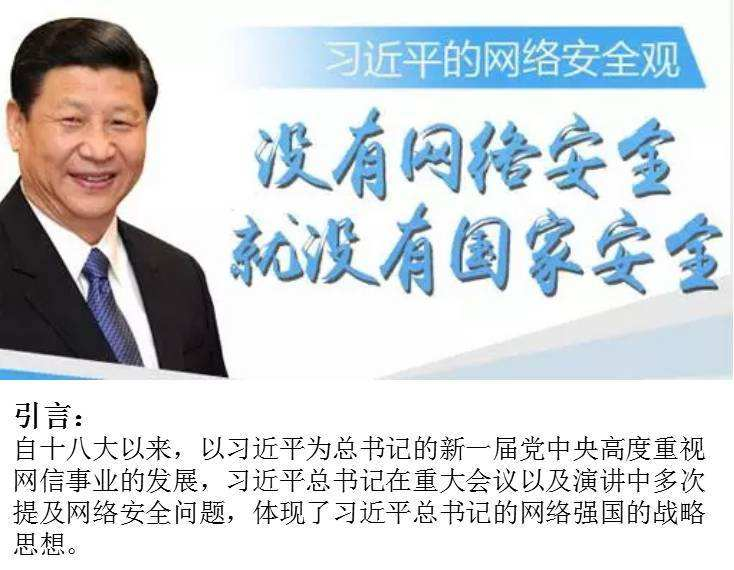 习近平的网络安全观
没有网络安全
就没有国家安全
引言：
自十八大以来，以习近平为总书记的新一届党中央高度重视
网信事业的发展，习近平总书记在重大会议以及演讲中多次
提及网络安全问题，体现了习近平总书记的网络强国的战略
思想。